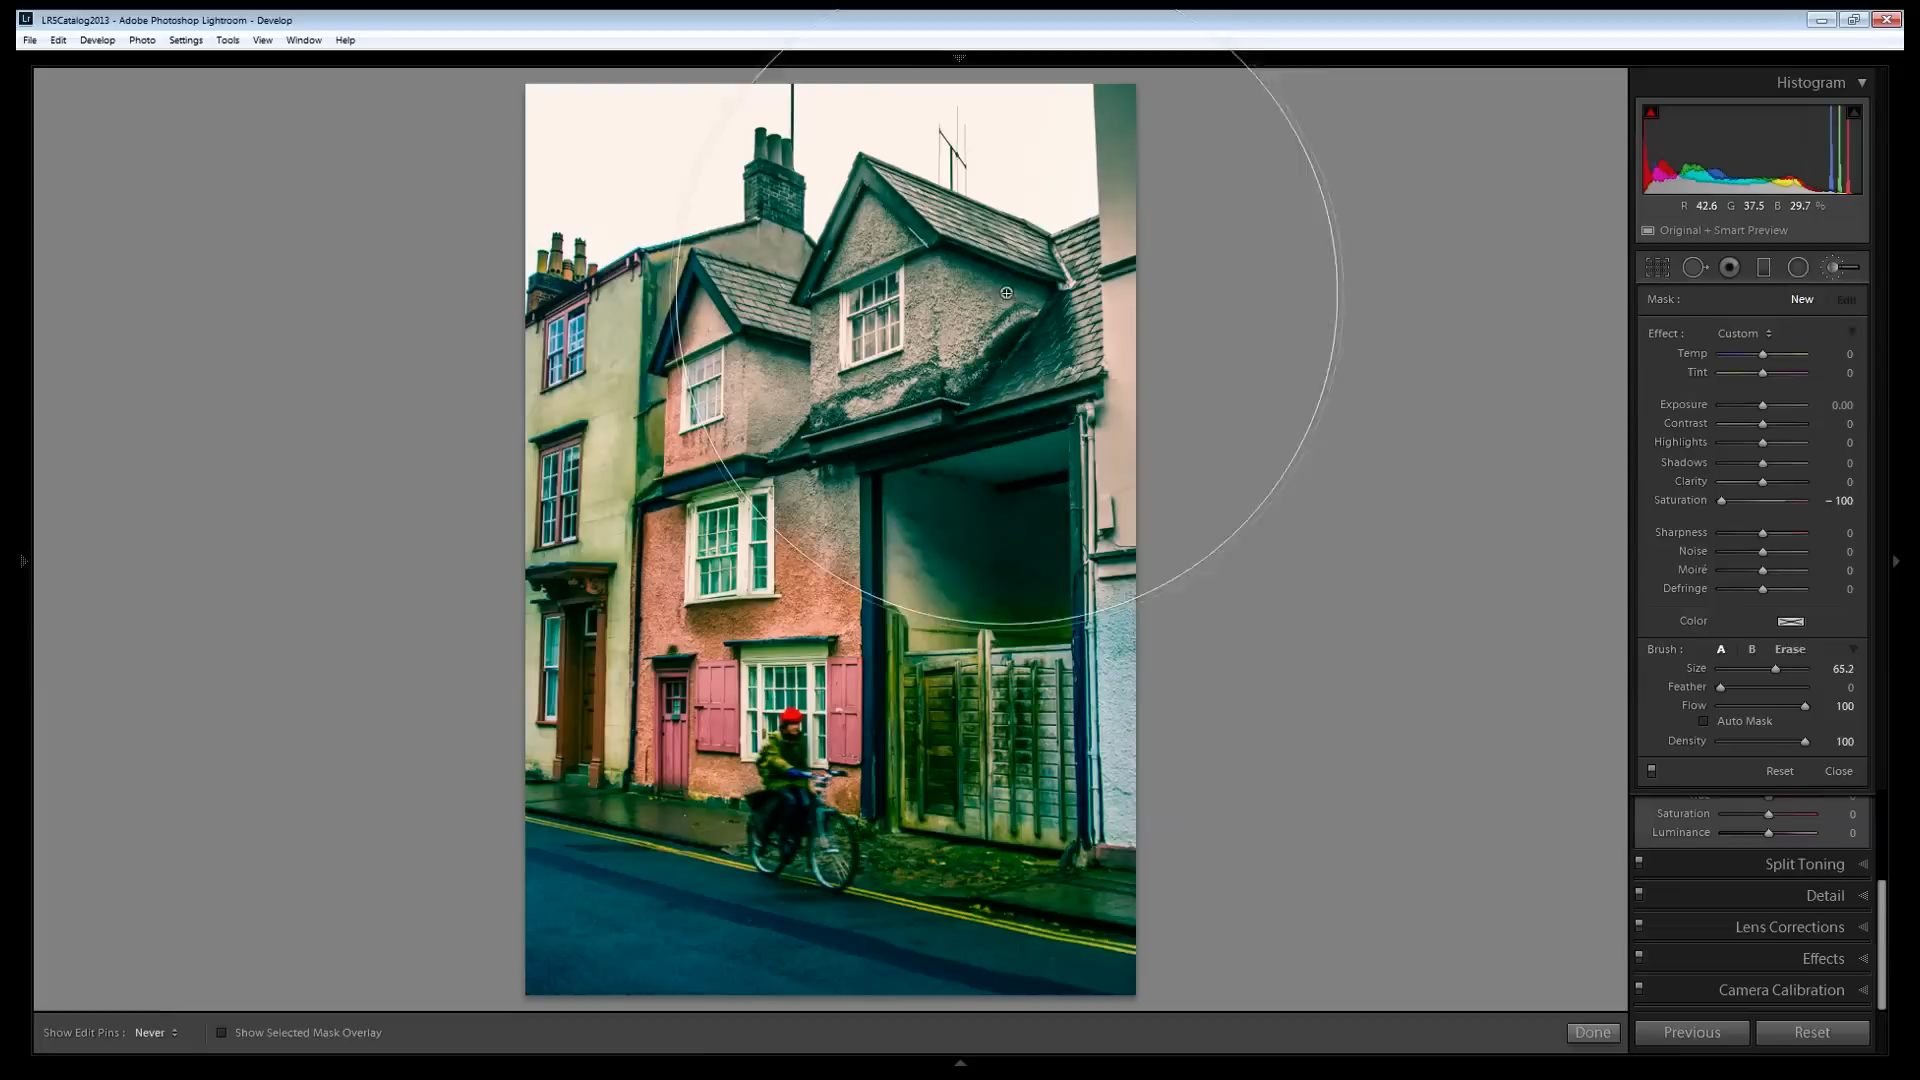 LR5Catalog2013 - Adobe Photoshop Lightroom - Develop
File Edit Develop Photo Settings Tools View Window Help
Histogram
R 42.6 G 37.5 B 29.7 %
Original + Smart Preview
Mask : New Edit
Effect : Custom
Temp 0
Tint 0
Exposure 0.00
Contrast 0
Highlights 0
Shadows 0
Clarity 0
Saturation - 100
Sharpness 0
Noise 0
Moiré 0
Defringe 0
Color
Brush : A B Erase
Size 65.2
Feather 0
Flow 100
Auto Mask
Density 100
Reset Close
Saturation 0
Luminance 0
Split Toning
Detail
Lens Corrections
Effects
Camera Calibration
Show Edit Pins : Never Show Selected Mask Overlay Done Previous Reset